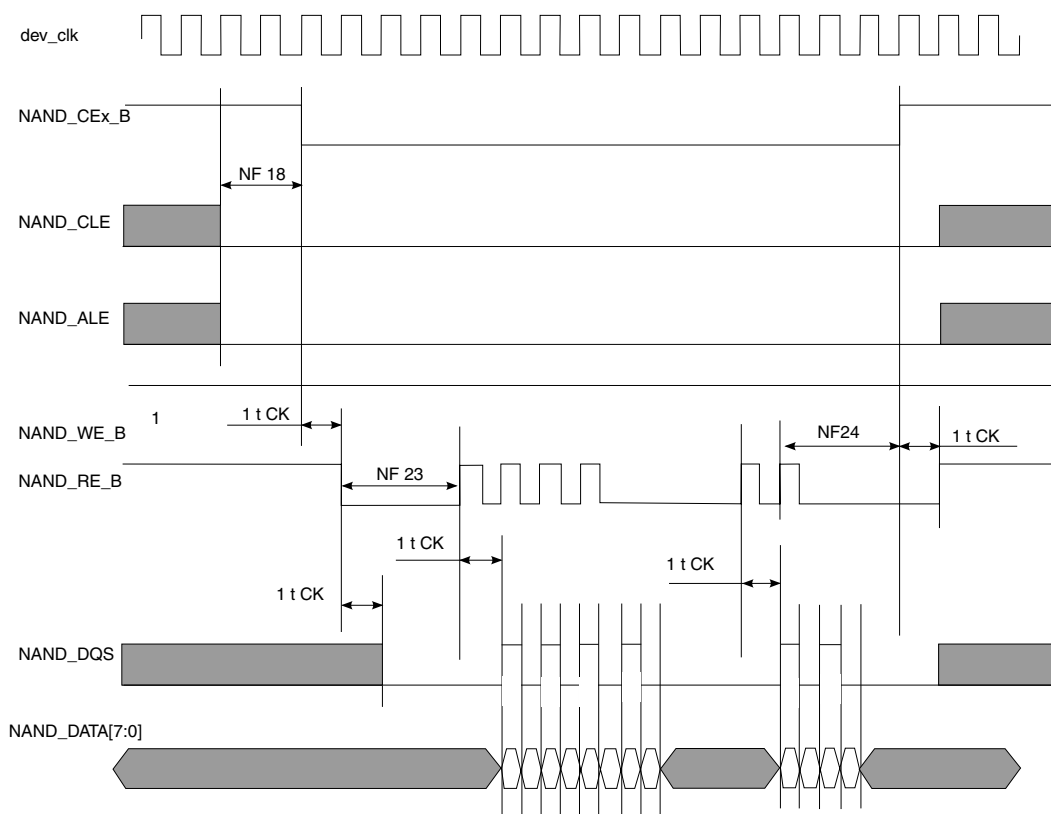 dev_clk
NAND_CEx_B
NF 18
NAND_CLE
NAND_ALE
1
1 t CK
NAND_WE_B
NF24
1 t CK
NAND_RE_B
NF 23
1 t CK
1 t CK
1 t CK
NAND_DQS
NAND_DATA[7:0]